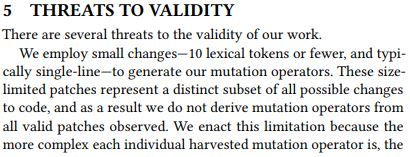 5 THREATS TO VALIDITY
There are several threats to the validity of our work.
We employ small changes—10 lexical tokens or fewer, and typi-
cally single-line—to generate our mutation operators. These size-
limited patches represent a distinct subset of all possible changes
to code, and as a result we do not derive mutation operators from
all valid patches observed. We enact this limitation because the
more complex each individual harvested mutation operator is, the